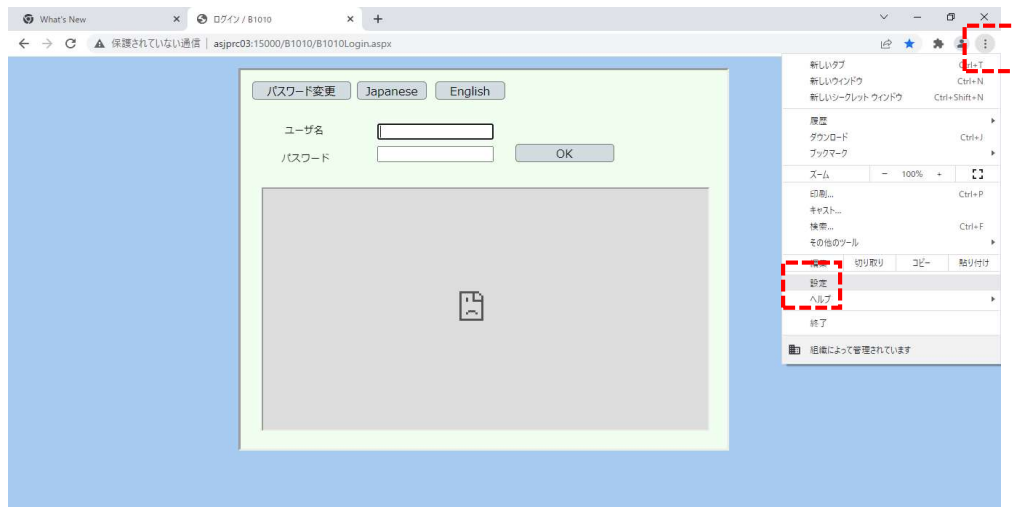 What's New
ログイン / B1010
保護されていない通信 | asjprc03:15000/B1010/B1010Login.aspx
パスワード変更 Japanese English
ユーザ名
パスワード OK
新しいタブ Ctrl+T
新しいウィンドウ Ctrl+N
新しいシークレット ウィンドウ Ctrl+Shift+N
履歴
ダウンロード Ctrl+J
ブックマーク
ズーム - 100% +
印刷... Ctrl+P
キャスト...
検索... Ctrl+F
その他のツール
切り取り コピー 貼り付け
設定
ヘルプ
終了
組織によって管理されています